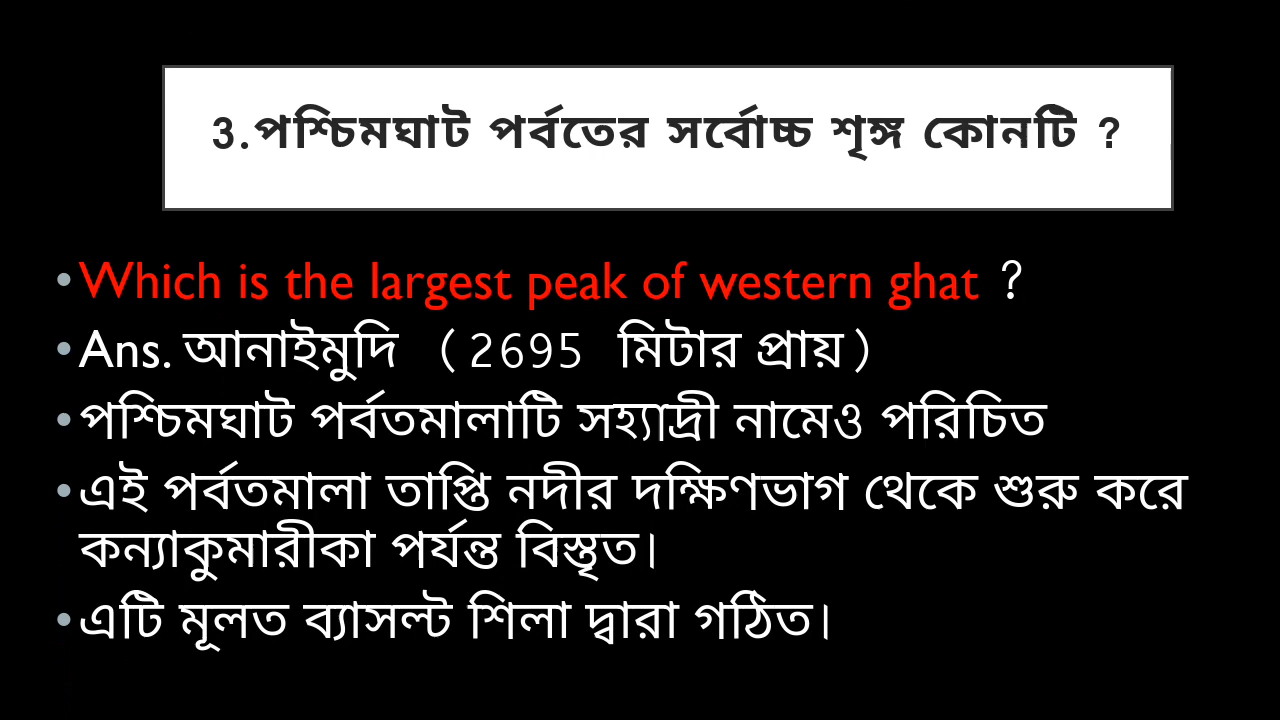 3.পশ্চিমঘাট পর্বতের সর্বোচ্চ শৃঙ্গ কোনটি ?
•Which is the largest peak of western ghat ?
•Ans. আনাইমুদি (2695 মিটার প্রায়)
•পশ্চিমঘাট পর্বতমালাটি সহ্যাদ্রী নামেও পরিচিত
•এই পর্বতমালা তাপ্তি নদীর দক্ষিণভাগ থেকে শুরু করে
কন্যাকুমারীকা পর্যন্ত বিস্তৃত।
•এটি মূলত ব্যাসল্ট শিলা দ্বারা গঠিত।